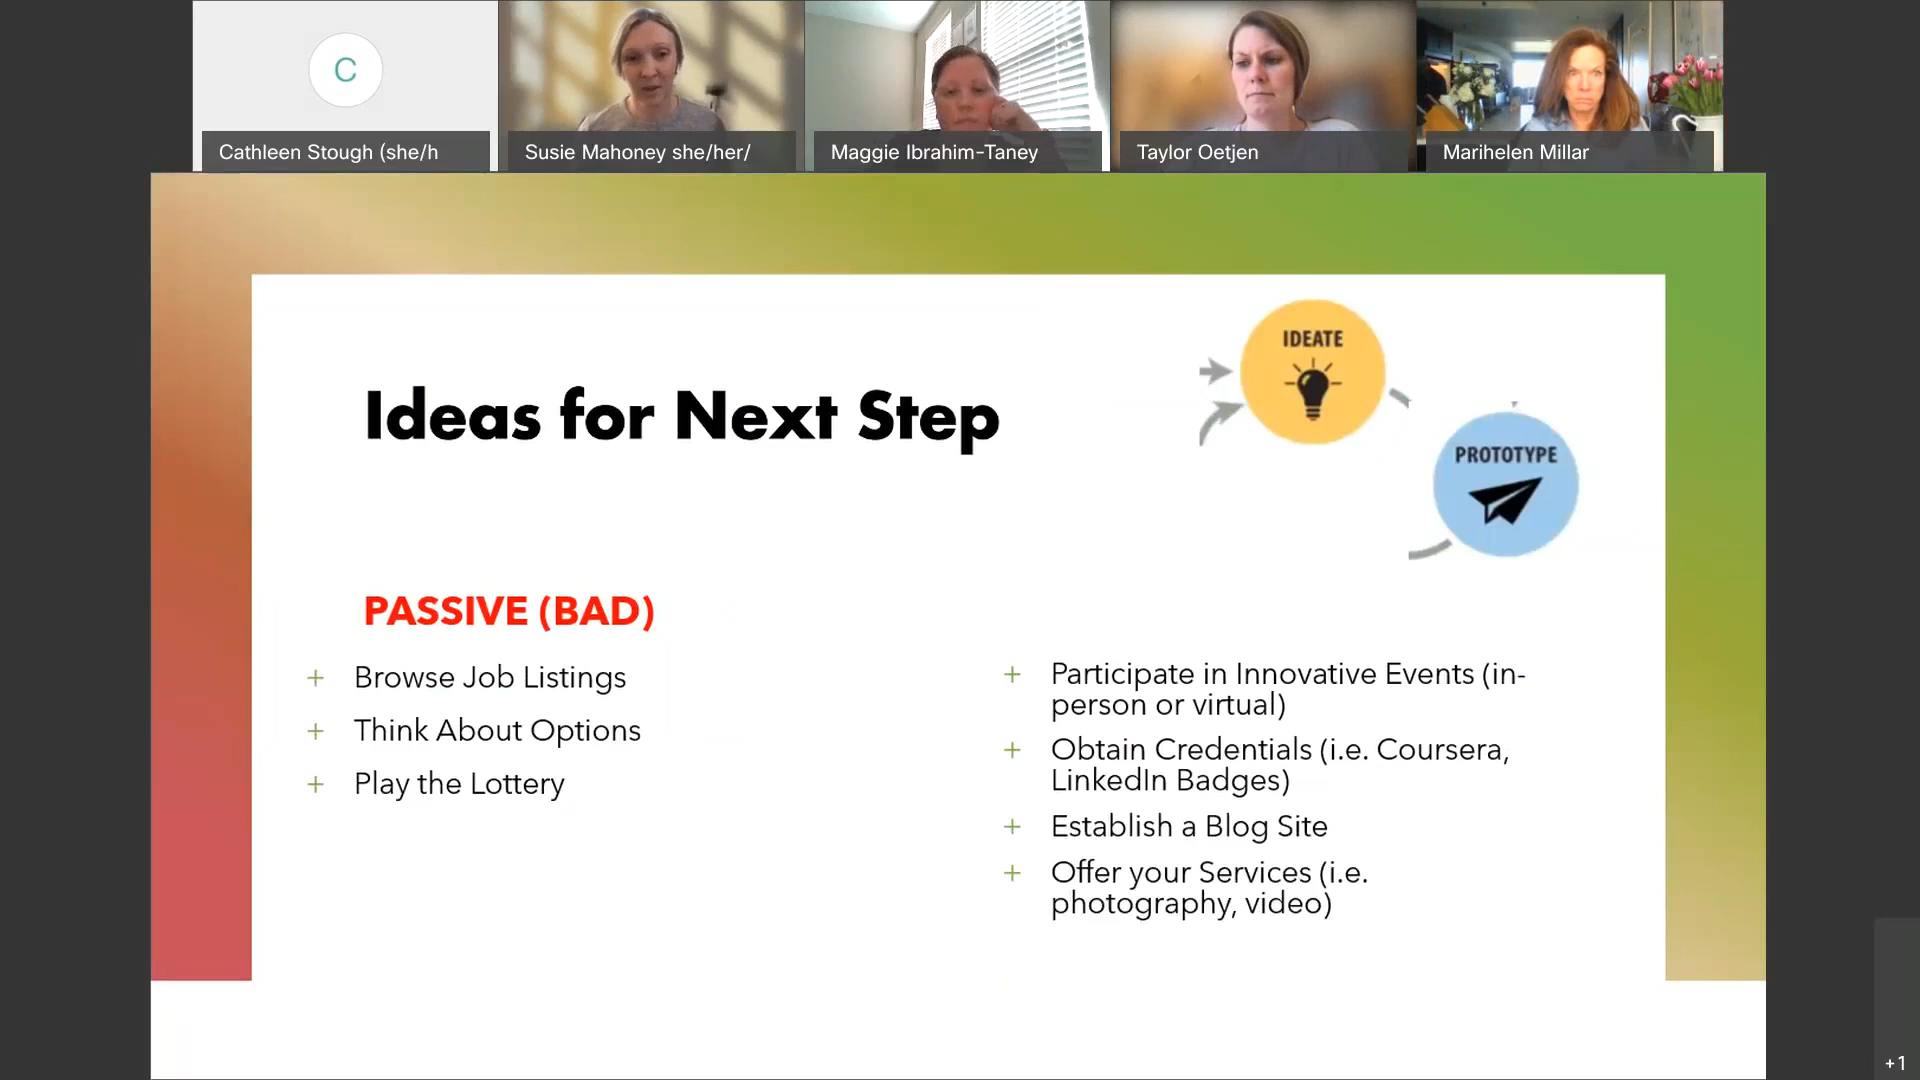 C
Cathleen Stough (she/h
Susie Mahoney she/her/
Maggie Ibrahim-Taney
Taylor Oetjen
Marihelen Millar
IDEATE
Ideas for Next Step
PROTOTYPE
PASSIVE (BAD)
+ Browse Job Listings
+ Think About Options
+ Play the Lottery
+ Participate in Innovative Events (in-
person or virtual)
+ Obtain Credentials (i.e. Coursera,
LinkedIn Badges)
+ Establish a Blog Site
+ Offer your Services (i.e.
photography, video)
+1